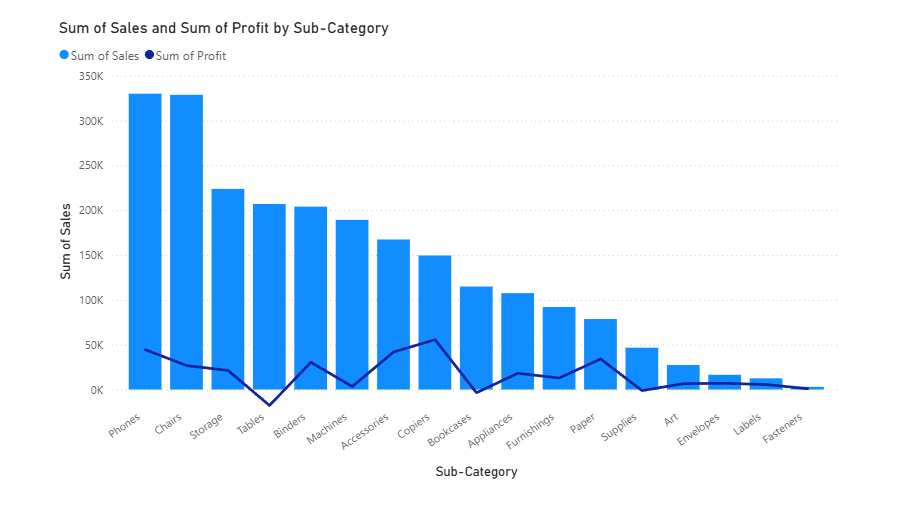 Sum of Sales and Sum of Profit by Sub-Category
Sum of Sales Sum of Profit
350K
300K
250K
200K
150K
100K
50K
0K
Sum of Sales
Phones Chairs Storage Tables Binders Machines Accessories Copiers Bookcases Appliances Furnishings Paper Supplies Art Envelopes Labels Fasteners
Sub-Category